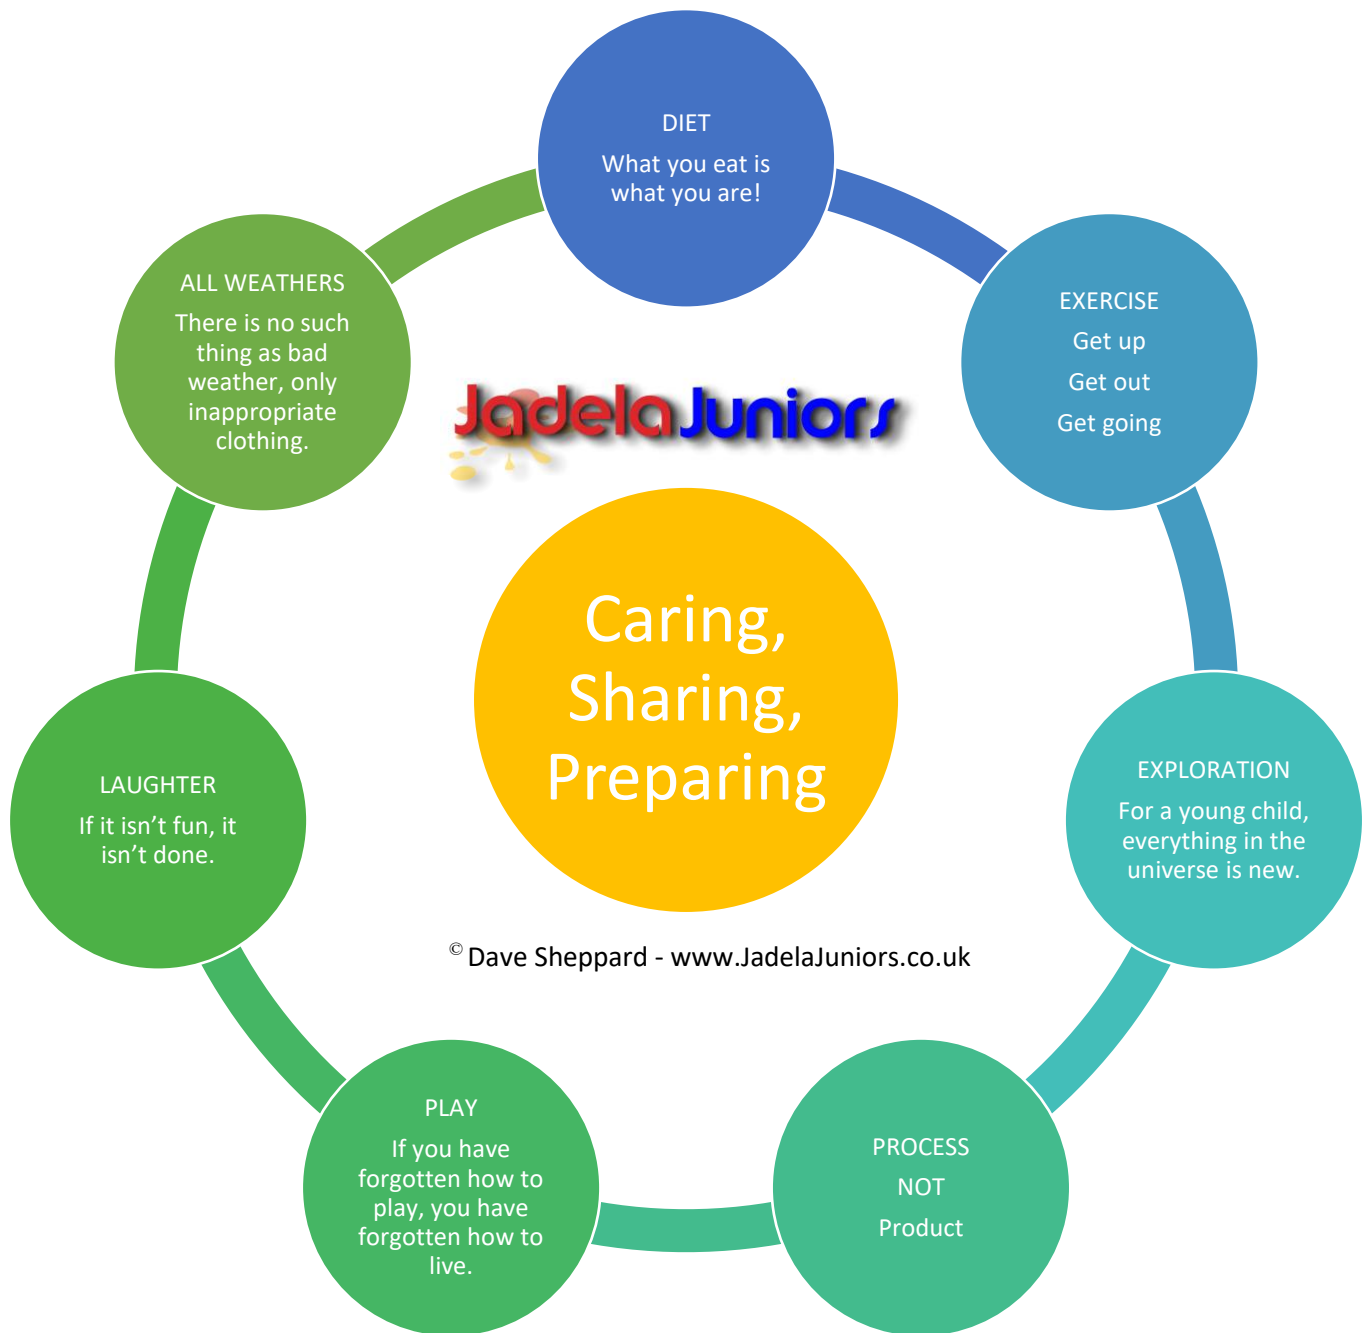 DIET
What you eat is
what you are!
EXERCISE
Get up
Get out
Get going
EXPLORATION
For a young child,
everything in the
universe is new.
PROCESS
NOT
Product
PLAY
If you have
forgotten how to
play, you have
forgotten how to
live.
LAUGHTER
If it isn’t fun, it
isn’t done.
ALL WEATHERS
There is no such
thing as bad
weather, only
inappropriate
clothing.
Jadela Juniors
Caring,
Sharing,
Preparing
© Dave Sheppard - www.JadelaJuniors.co.uk